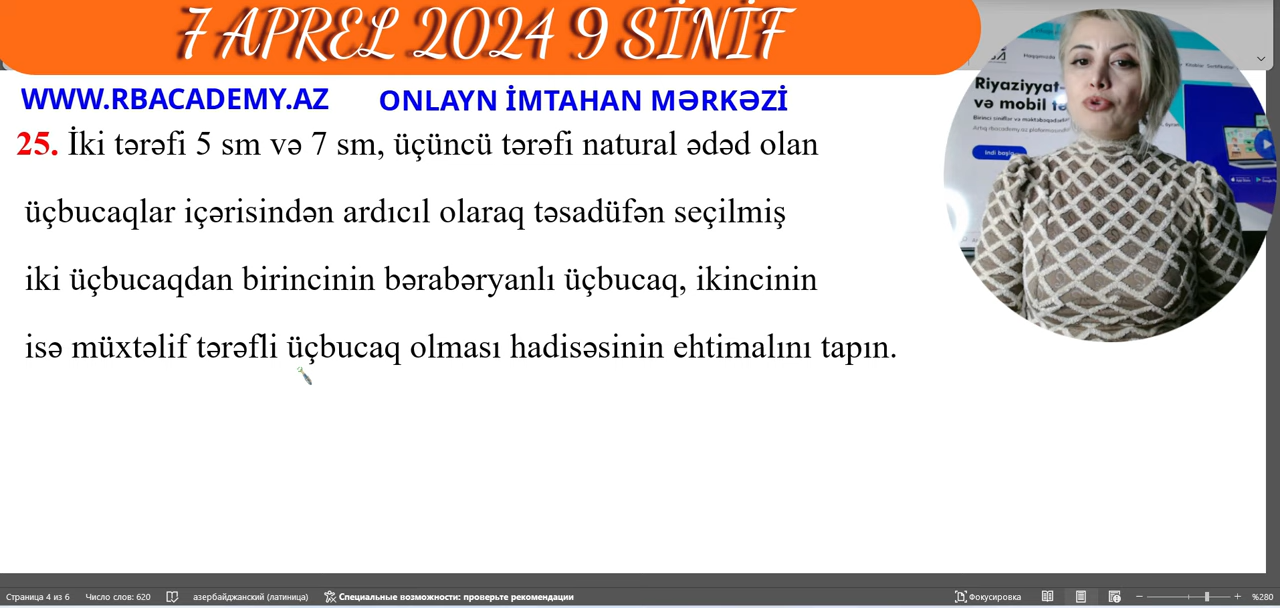 7 APREL 2024 9 SİNİF
WWW.RBACADEMY.AZ ONLAYN İMTAHAN MƏRKƏZİ
25. İki tərəfi 5 sm və 7 sm, üçüncü tərəfi natural ədəd olan
üçbucaqlar içərisindən ardıcıl olaraq təsadüfən seçilmiş
iki üçbucaqdan birincinin bərabəryanlı üçbucaq, ikincinin
isə müxtəlif tərəfli üçbucaq olması hadisəsinin ehtimalını tapın.
Riyaziyyat
və mobil
Indi başla
Страница 4 из 6 Число слов: 620 азербайджанский (латиница) Специальные возможности: проверьте рекомендации Фокусировка %280